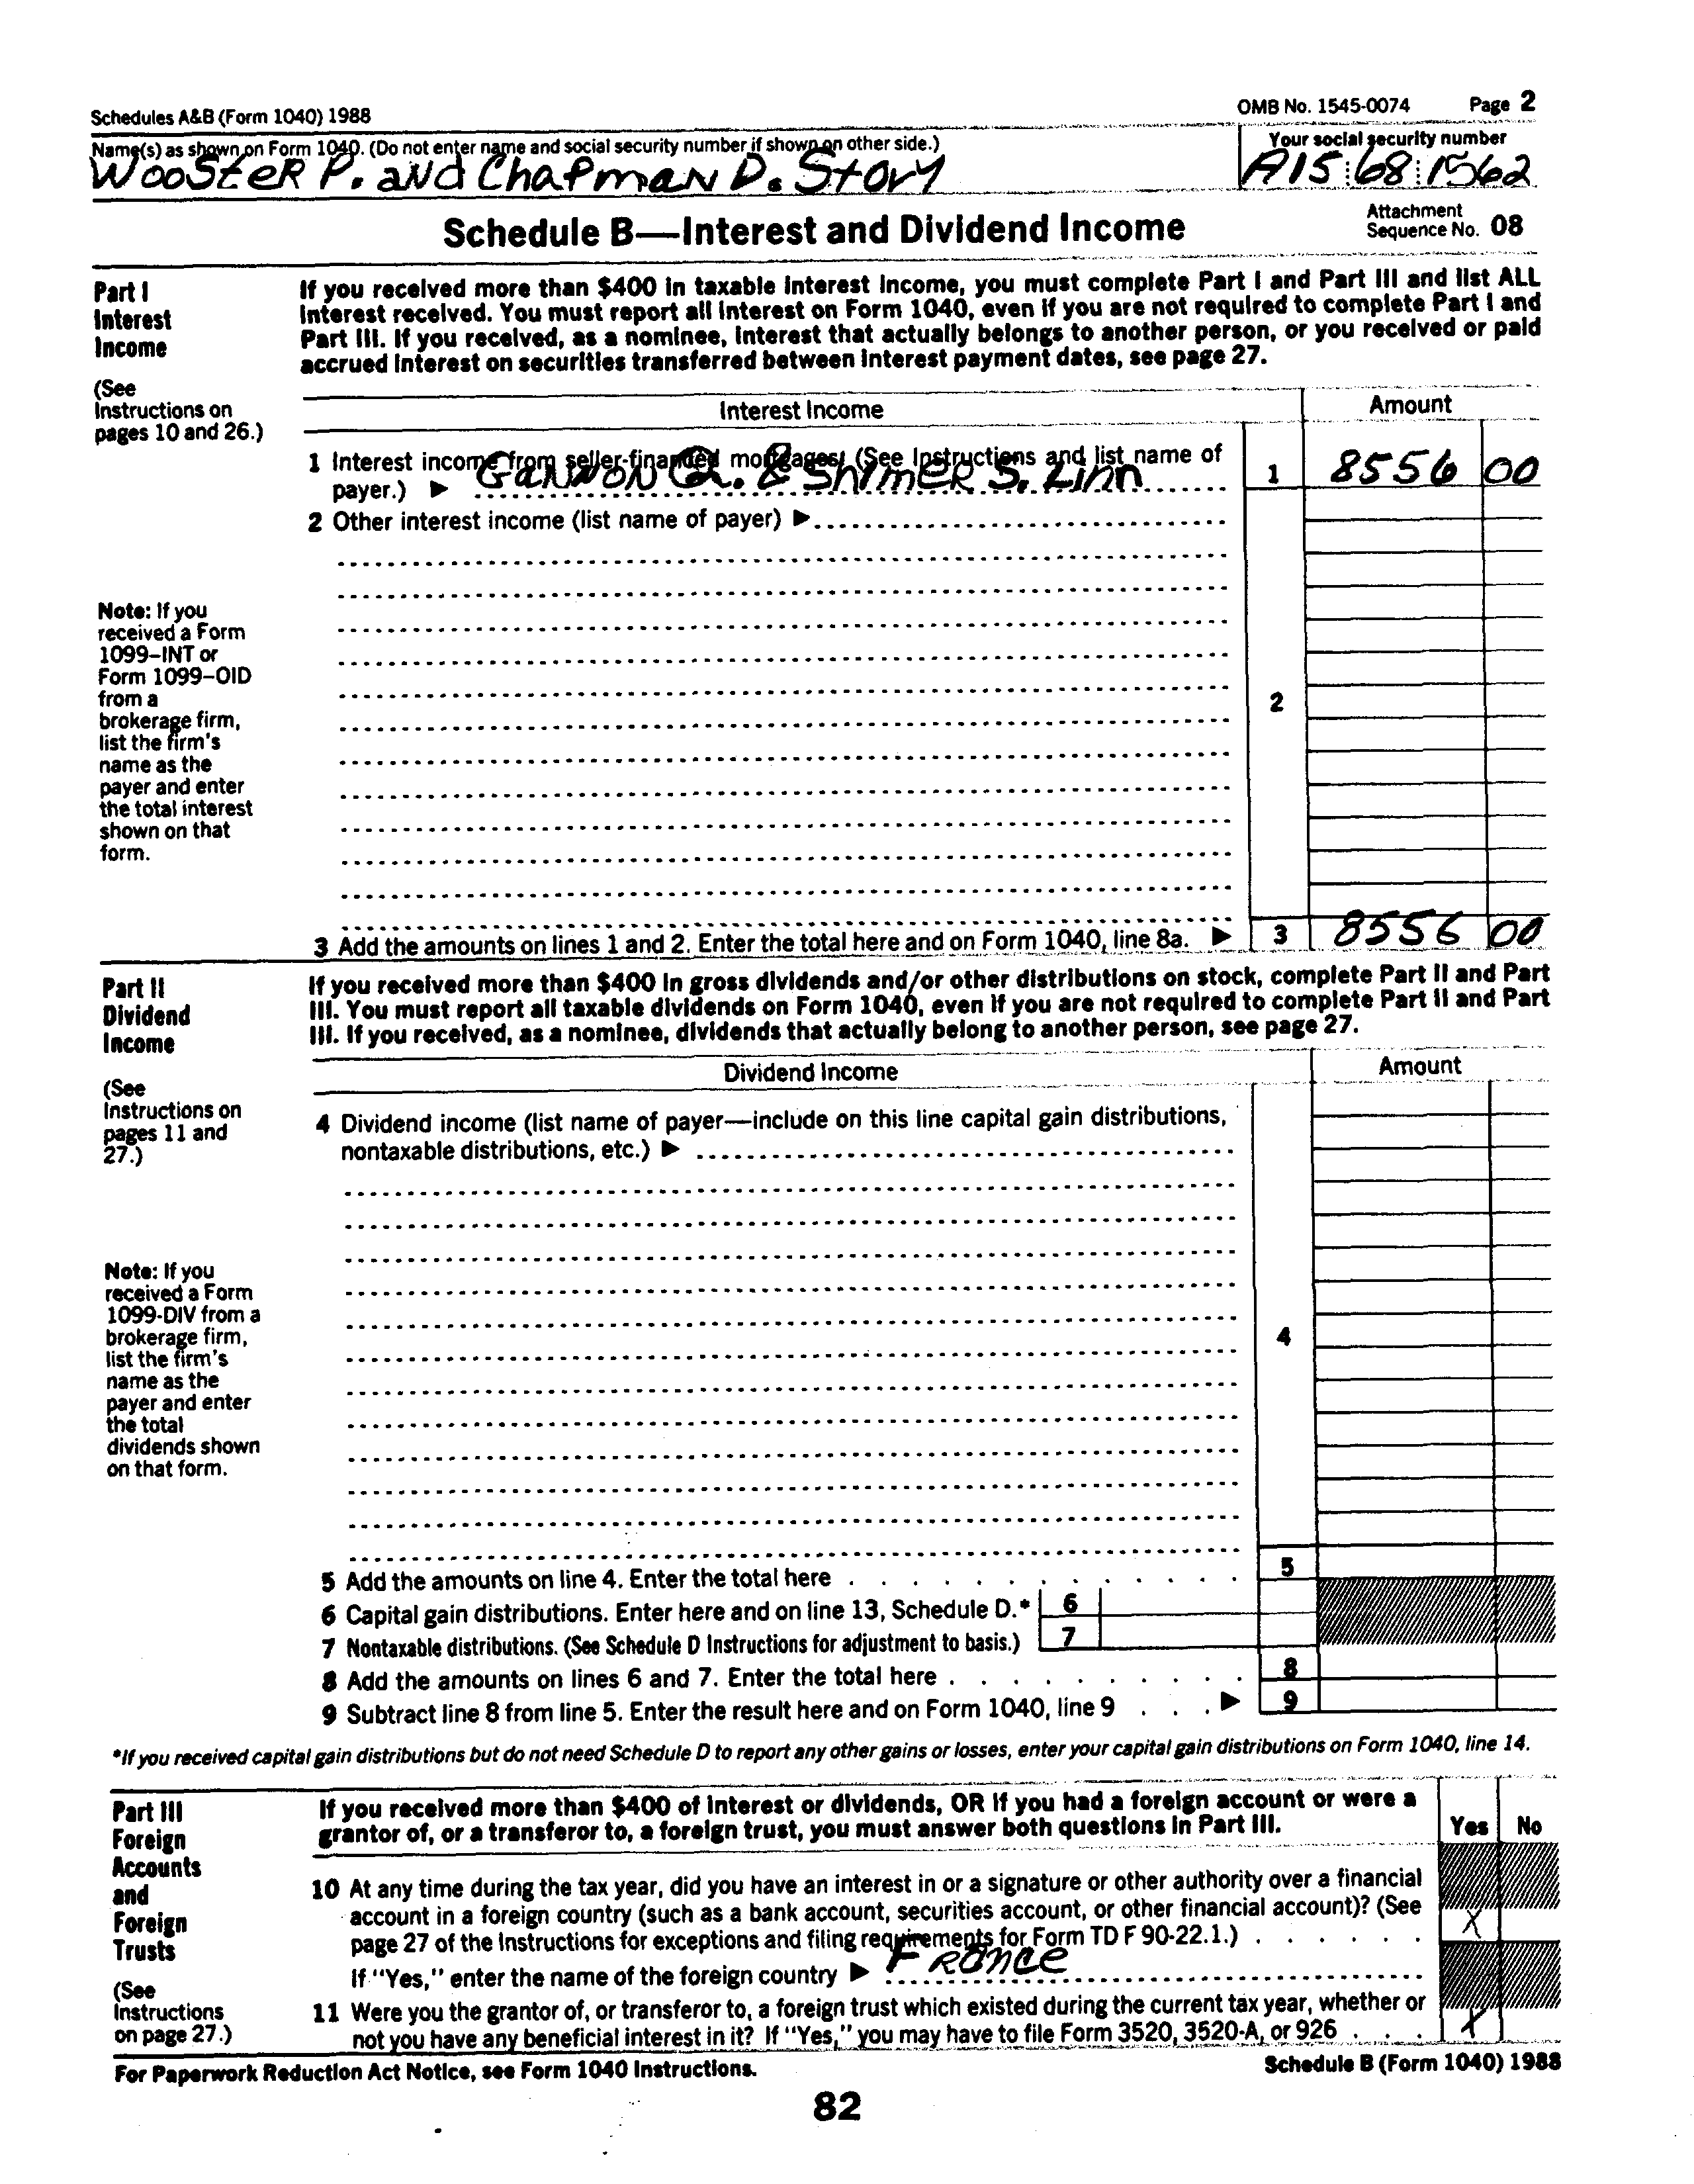 Schedules A&B (Form 1040) 1988
OMB No. 1545-0074 Page 2
Name(s) as shown on Form 1040. (Do not enter name and social security number if shown on other side.)
Your social security number
WOOSTER P. aNd ChaPmaN D. Story
A15 68 1562
Schedule B—Interest and Dividend Income
Attachment
Sequence No. 08
Part I
Interest
Income
(See
Instructions on
pages 10 and 26.)
If you received more than $400 in taxable interest income, you must complete Part I and Part III and list ALL
interest received. You must report all interest on Form 1040, even if you are not required to complete Part I and
Part III. If you received, as a nominee, interest that actually belongs to another person, or you received or paid
accrued interest on securities transferred between interest payment dates, see page 27.
Interest Income
Amount
1 Interest income from seller-financed mortgages. (See Instructions and list name of
payer.) ▶ GaNNON Q. & ShymER S. Linn
1 8556 00
2 Other interest income (list name of payer) ▶
Note: If you
received a Form
1099–INT or
Form 1099–OID
from a
brokerage firm,
list the firm's
name as the
payer and enter
the total interest
shown on that
form.
2
3 Add the amounts on lines 1 and 2. Enter the total here and on Form 1040, line 8a. ▶ 3 8556 00
Part II
Dividend
Income
(See
Instructions on
pages 11 and
27.)
If you received more than $400 in gross dividends and/or other distributions on stock, complete Part II and Part
III. You must report all taxable dividends on Form 1040, even if you are not required to complete Part II and Part
III. If you received, as a nominee, dividends that actually belong to another person, see page 27.
Dividend Income
Amount
4 Dividend income (list name of payer—include on this line capital gain distributions,
nontaxable distributions, etc.) ▶
Note: If you
received a Form
1099-DIV from a
brokerage firm,
list the firm's
name as the
payer and enter
the total
dividends shown
on that form.
4
5 Add the amounts on line 4. Enter the total here . . . . . . . . . . . . . 5
6 Capital gain distributions. Enter here and on line 13, Schedule D.* 6
7 Nontaxable distributions. (See Schedule D Instructions for adjustment to basis.) 7
8 Add the amounts on lines 6 and 7. Enter the total here . . . . . . . . . . 8
9 Subtract line 8 from line 5. Enter the result here and on Form 1040, line 9 . . . ▶ 9
*If you received capital gain distributions but do not need Schedule D to report any other gains or losses, enter your capital gain distributions on Form 1040, line 14.
Part III
Foreign
Accounts
and
Foreign
Trusts
(See
Instructions
on page 27.)
If you received more than $400 of interest or dividends, OR if you had a foreign account or were a
grantor of, or a transferor to, a foreign trust, you must answer both questions in Part III.
Yes No
10 At any time during the tax year, did you have an interest in or a signature or other authority over a financial
account in a foreign country (such as a bank account, securities account, or other financial account)? (See
page 27 of the Instructions for exceptions and filing requirements for Form TD F 90-22.1.) . . . . . . X
If "Yes," enter the name of the foreign country ▶ FRance
11 Were you the grantor of, or transferor to, a foreign trust which existed during the current tax year, whether or
not you have any beneficial interest in it? If "Yes," you may have to file Form 3520, 3520-A, or 926 . . . X
For Paperwork Reduction Act Notice, see Form 1040 Instructions.
Schedule B (Form 1040) 1988
82